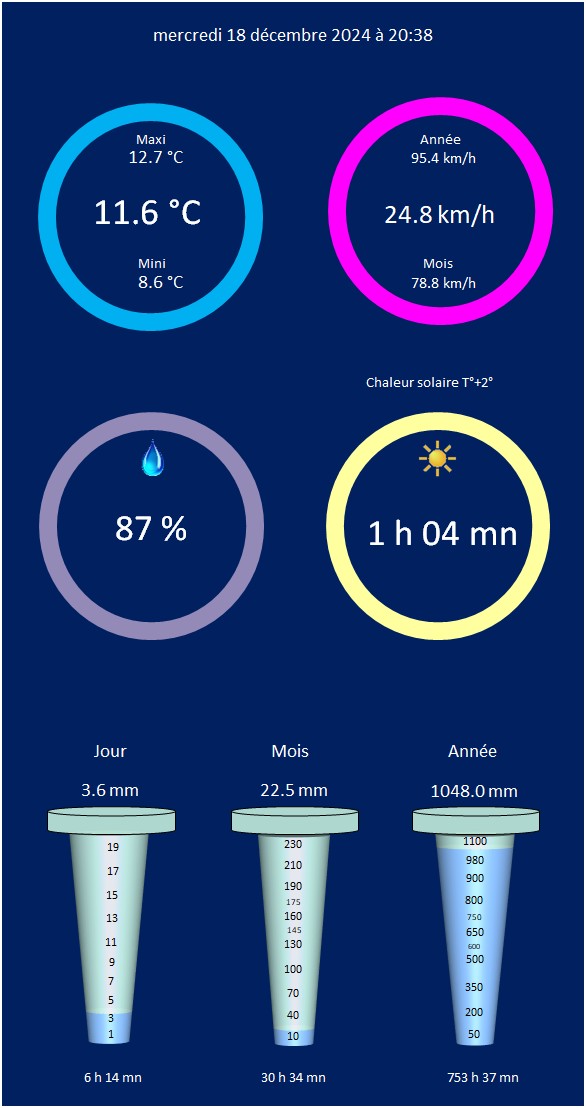 mercredi 18 décembre 2024 à 20:38
Maxi
12.7 °C
11.6 °C
Mini
8.6 °C
Année
95.4 km/h
24.8 km/h
Mois
78.8 km/h
Chaleur solaire T°+2°
87 %
1 h 04 mn
Jour
3.6 mm
19
17
15
13
11
9
7
5
3
1
6 h 14 mn
Mois
22.5 mm
230
210
190
175
160
145
130
100
70
40
10
30 h 34 mn
Année
1048.0 mm
1100
980
900
800
750
650
600
500
350
200
50
753 h 37 mn